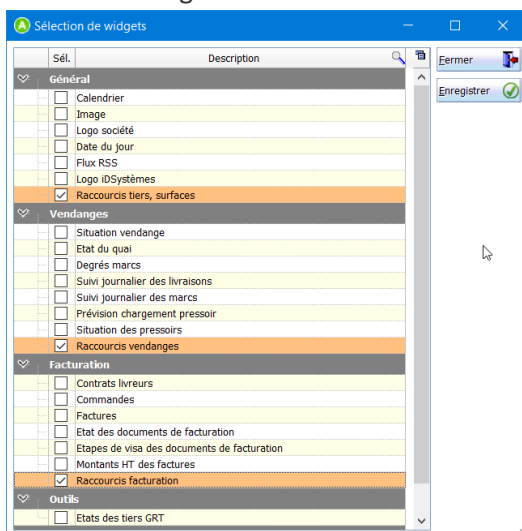 Sélection de widgets
Sél. Description
Fermer
Enregistrer
Général
Calendrier
Image
Logo société
Date du jour
Flux RSS
Logo iDSystèmes
Raccourcis tiers, surfaces
Vendanges
Situation vendange
Etat du quai
Degrés marcs
Suivi journalier des livraisons
Suivi journalier des marcs
Prévision chargement pressoir
Situation des pressoirs
Raccourcis vendanges
Facturation
Contrats livreurs
Commandes
Factures
Etat des documents de facturation
Etapes de visa des documents de facturation
Montants HT des factures
Raccourcis facturation
Outils
Etats des tiers GRT